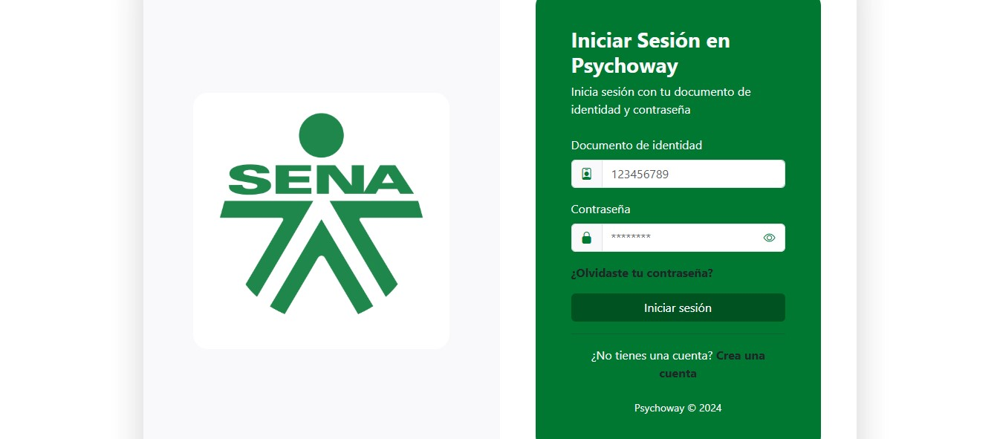 SENA
Iniciar Sesión en
Psychoway
Inicia sesión con tu documento de
identidad y contraseña
Documento de identidad
123456789
Contraseña
********
¿Olvidaste tu contraseña?
Iniciar sesión
¿No tienes una cuenta? Crea una
cuenta
Psychoway © 2024